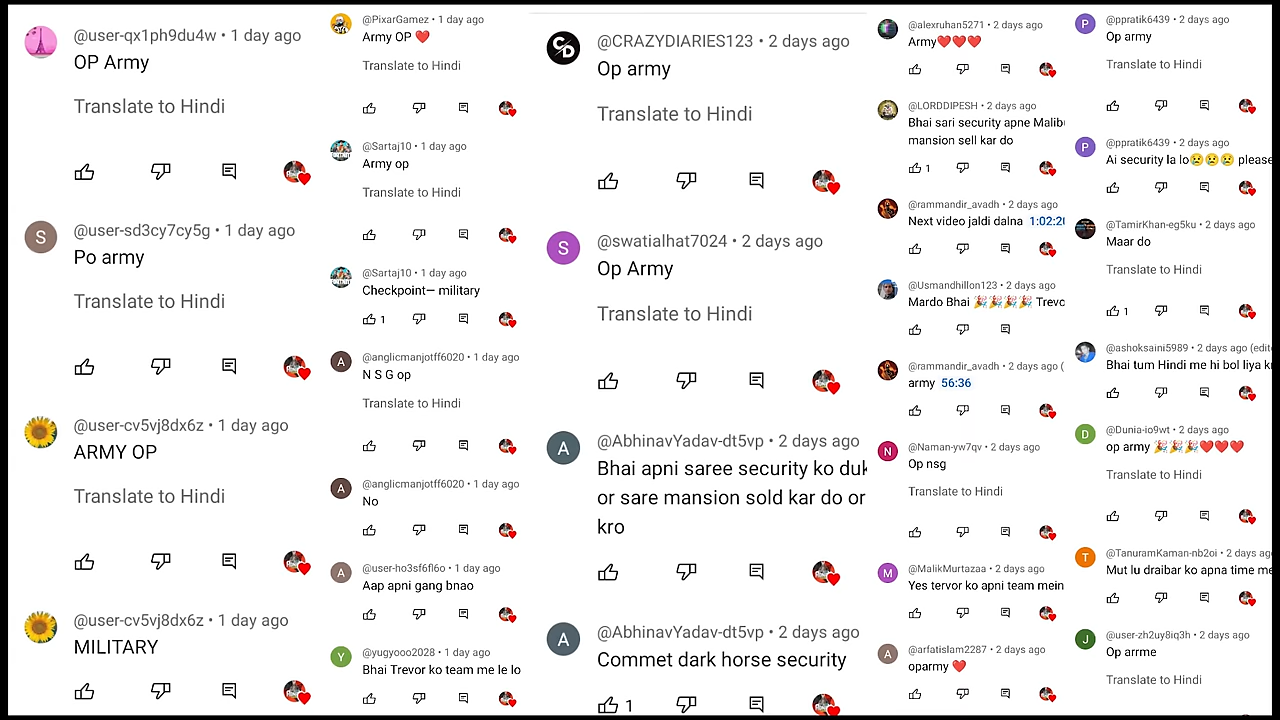 @user-qx1ph9du4w • 1 day ago
OP Army
Translate to Hindi
S
@user-sd3cy7cy5g • 1 day ago
Po army
Translate to Hindi
@user-cv5vj8dx6z • 1 day ago
ARMY OP
Translate to Hindi
@user-cv5vj8dx6z • 1 day ago
MILITARY
@PixarGamez • 1 day ago
Army OP ❤️
Translate to Hindi
@Sartaj10 • 1 day ago
Army op
Translate to Hindi
@Sartaj10 • 1 day ago
Checkpoint— military
1
A
@anglicmanjotff6020 • 1 day ago
N S G op
Translate to Hindi
A
@anglicmanjotff6020 • 1 day ago
No
A
@user-ho3sf6fl6o • 1 day ago
Aap apni gang bnao
Y
@yugyooo2028 • 1 day ago
Bhai Trevor ko team me le lo
CD
@CRAZYDIARIES123 • 2 days ago
Op army
Translate to Hindi
S
@swatialhat7024 • 2 days ago
Op Army
Translate to Hindi
A
@AbhinavYadav-dt5vp • 2 days ago
Bhai apni saree security ko duk
or sare mansion sold kar do or
kro
A
@AbhinavYadav-dt5vp • 2 days ago
Commet dark horse security
1
@alexruhan5271 • 2 days ago
Army❤️❤️❤️
@LORDDIPESH • 2 days ago
Bhai sari security apne Malibu
mansion sell kar do
1
@rammandir_avadh • 2 days ago
Next video jaldi dalna 1:02:20
@Usmandhillon123 • 2 days ago
Mardo Bhai 🎉🎉🎉🎉 Trevo
@rammandir_avadh • 2 days ago (
army 56:36
N
@Naman-yw7qv • 2 days ago
Op nsg
Translate to Hindi
M
@MalikMurtazaa • 2 days ago
Yes tervor ko apni team mein
A
@arfatislam2287 • 2 days ago
oparmy ❤️
P
@ppratik6439 • 2 days ago
Op army
Translate to Hindi
P
@ppratik6439 • 2 days ago
Ai security la lo😢😢😢 please
@TamirKhan-eg5ku • 2 days ago
Maar do
Translate to Hindi
1
@ashoksaini5989 • 2 days ago (edit
Bhai tum Hindi me hi bol liya k
D
@Dunia-io9wt • 2 days ago
op army 🎉🎉🎉❤️❤️❤️
Translate to Hindi
T
@TanuramKaman-nb2oi • 2 days ag
Mut lu draibar ko apna time me
J
@user-zh2uy8iq3h • 2 days ago
Op arrme
Translate to Hindi